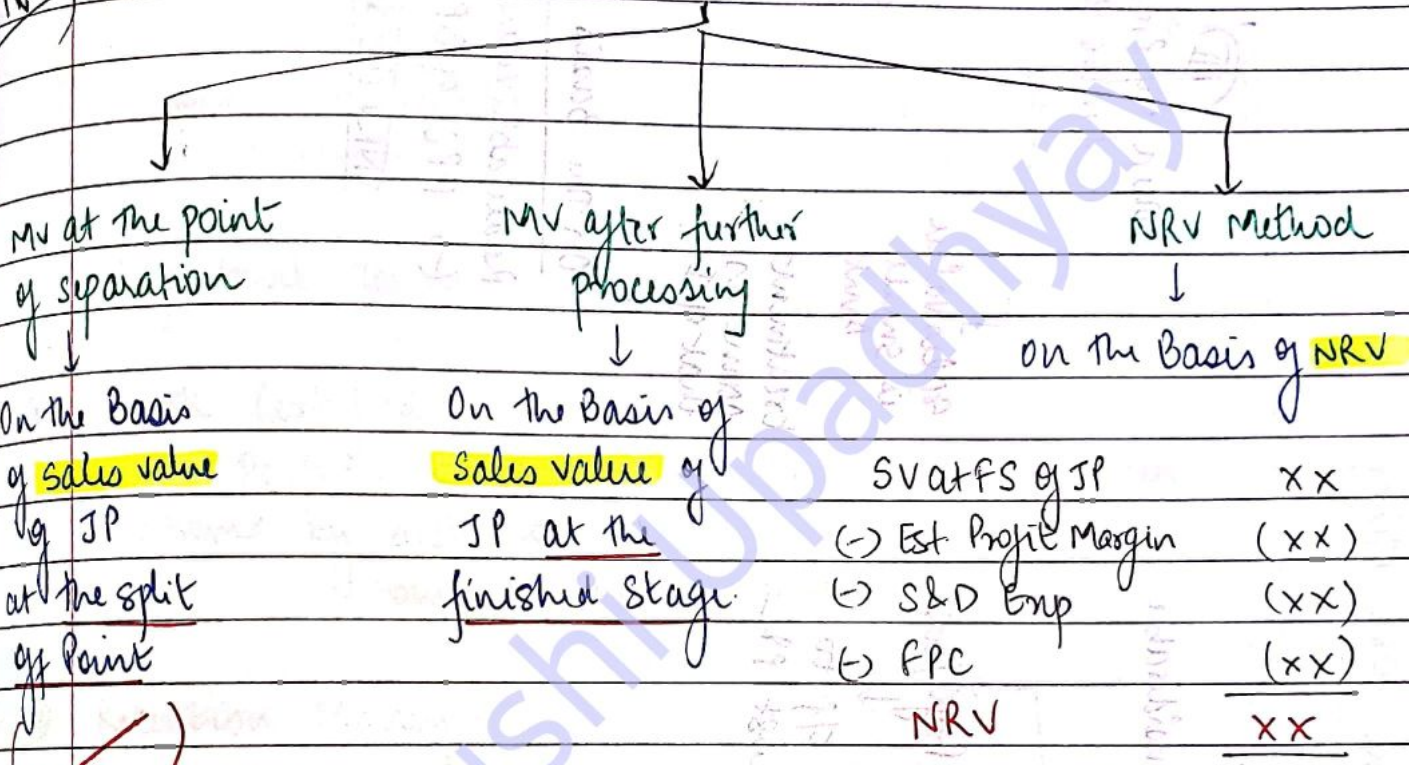 MV at the point
of separation
On the Basis
of sales value
of JP
at the split
off Point
MV after further
processing
On the Basis of
sales value of
JP at the
finished stage.
NRV Method
on the Basis of NRV
SV at FS of JP xx
(-) Est Profit Margin (xx)
(-) S&D Exp (xx)
(-) FPC (xx)
NRV xx
ushi Upadhyay